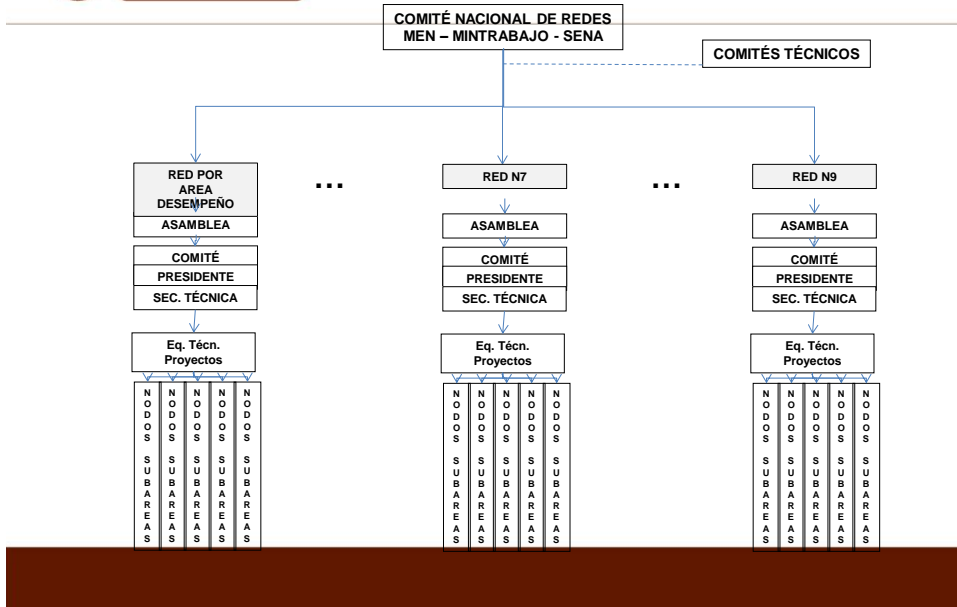 COMITÉ NACIONAL DE REDES
MEN – MINTRABAJO - SENA
COMITÉS TÉCNICOS
RED POR
AREA
DESEMPEÑO
ASAMBLEA
COMITÉ
PRESIDENTE
SEC. TÉCNICA
Eq. Técn.
Proyectos
NODOS SUBAREAS
NODOS SUBAREAS
NODOS SUBAREAS
NODOS SUBAREAS
NODOS SUBAREAS
...
RED N7
ASAMBLEA
COMITÉ
PRESIDENTE
SEC. TÉCNICA
Eq. Técn.
Proyectos
NODOS SUBAREAS
NODOS SUBAREAS
NODOS SUBAREAS
NODOS SUBAREAS
NODOS SUBAREAS
...
RED N9
ASAMBLEA
COMITÉ
PRESIDENTE
SEC. TÉCNICA
Eq. Técn.
Proyectos
NODOS SUBAREAS
NODOS SUBAREAS
NODOS SUBAREAS
NODOS SUBAREAS
NODOS SUBAREAS